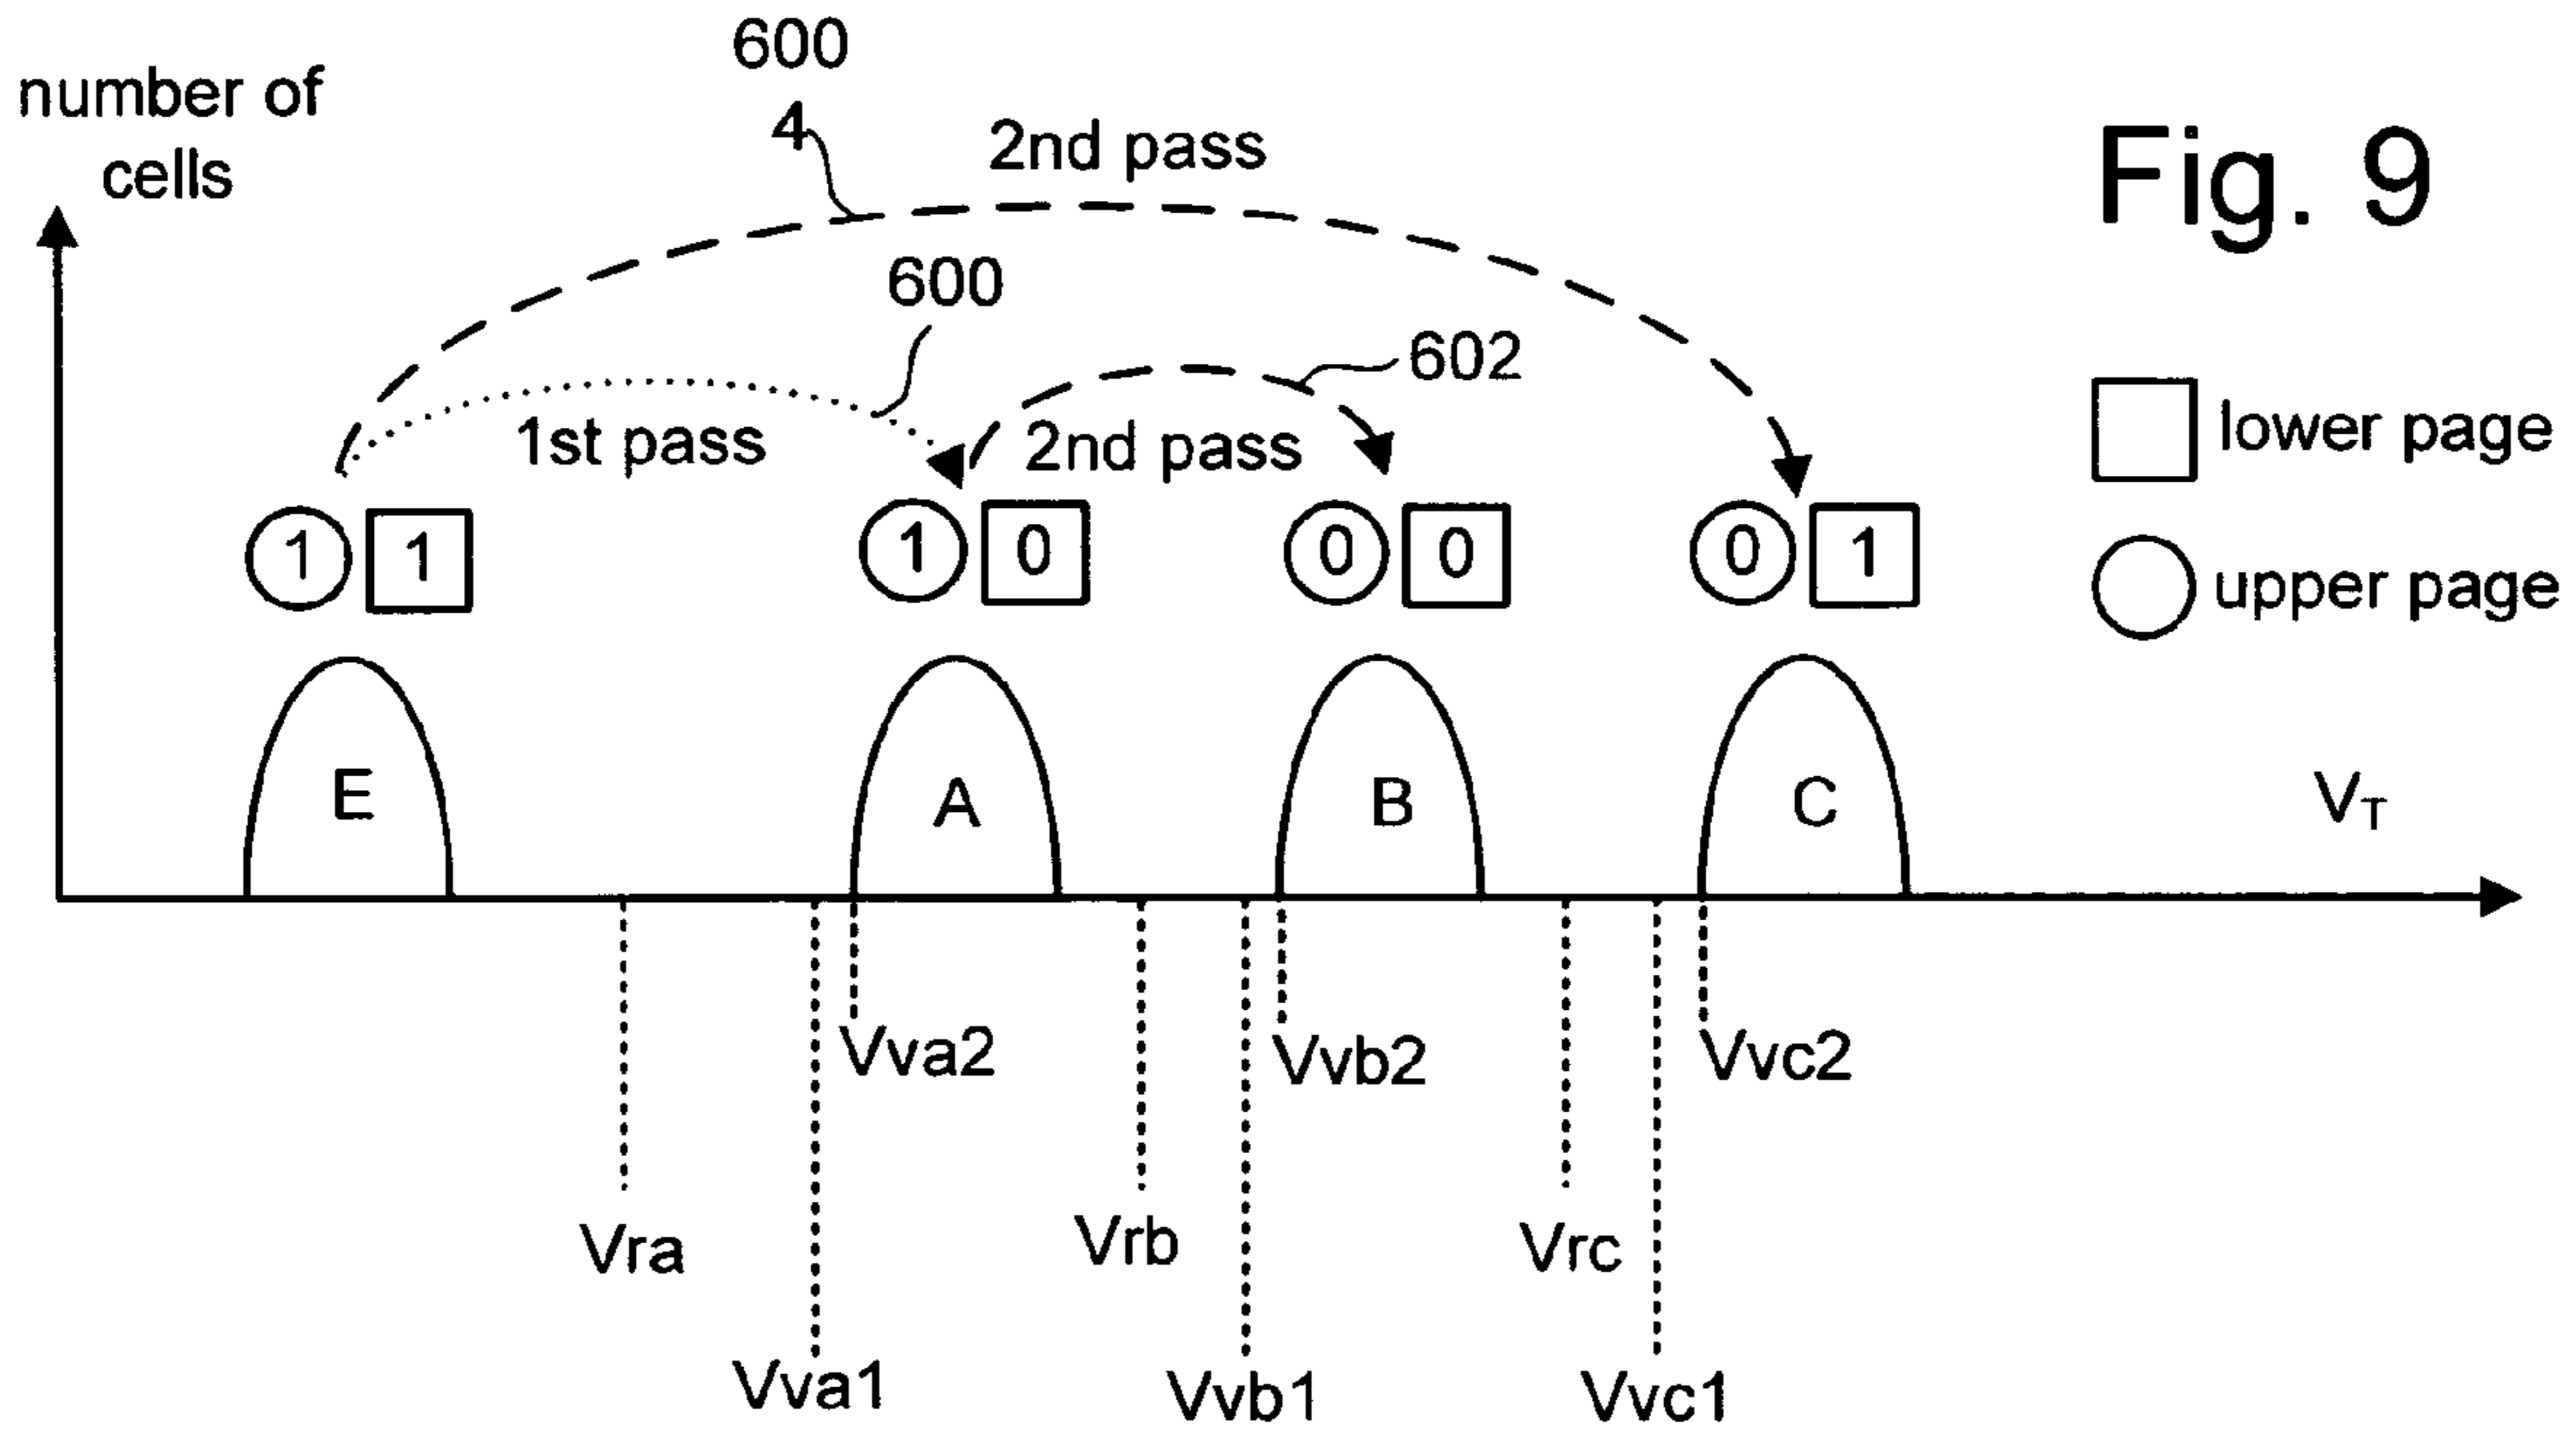 600
4
number of
cells
2nd pass
Fig. 9
600
602
1st pass
2nd pass
lower page
1 1
1 0
0 0
0 1
upper page
E
A
B
C
VT
Vva2
Vvb2
Vvc2
Vra
Vrb
Vrc
Vva1
Vvb1
Vvc1